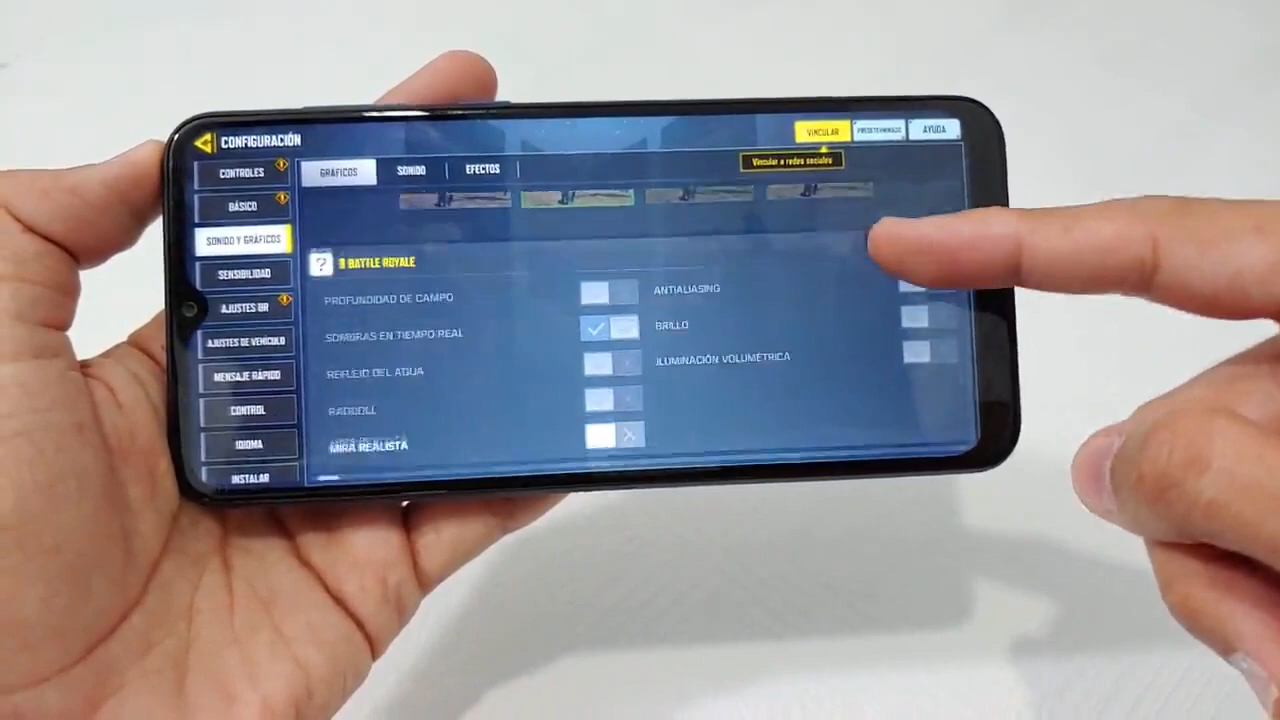 CONFIGURACIÓN
VINCULAR
PREDETERMINADO
AYUDA
Vincular a redes sociales
CONTROLES
BÁSICO
SONIDO Y GRÁFICOS
SENSIBILIDAD
AJUSTES BR
AJUSTES DE VEHÍCULO
MENSAJE RÁPIDO
CONTROL
IDIOMA
INSTALAR
GRÁFICOS
SONIDO
EFECTOS
? BATTLE ROYALE
PROFUNDIDAD DE CAMPO
ANTIALIASING
SOMBRAS EN TIEMPO REAL
BRILLO
REFLEJO DEL AGUA
ILUMINACIÓN VOLUMÉTRICA
RAGDOLL
MIRA REALISTA